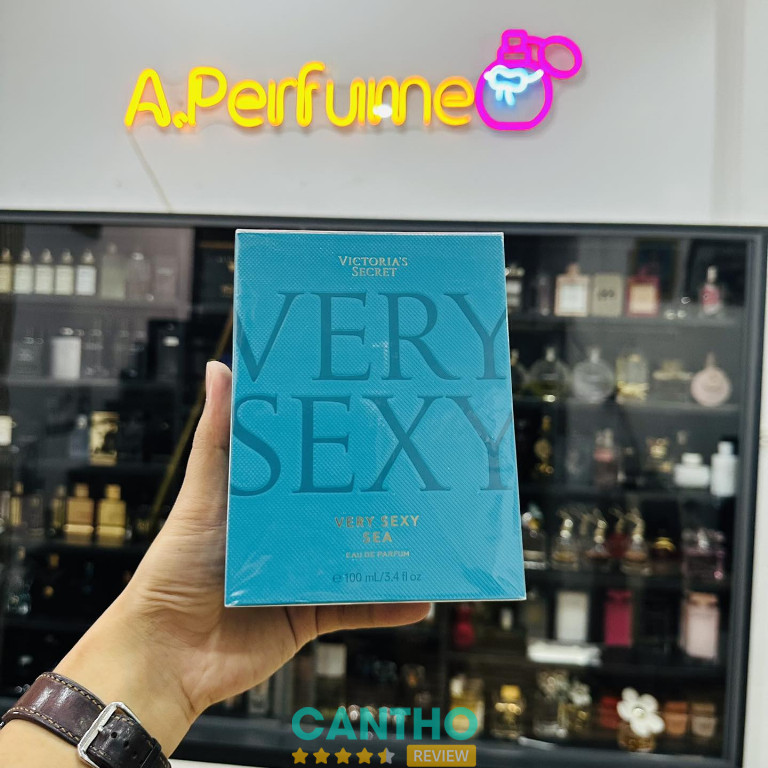 A.Perfume
VICTORIA'S
SECRET
VERY
SEXY
VERY SEXY
SEA
EAU DE PARFUM
℮ 100 mL/3.4 fl oz
CANTHO
REVIEW